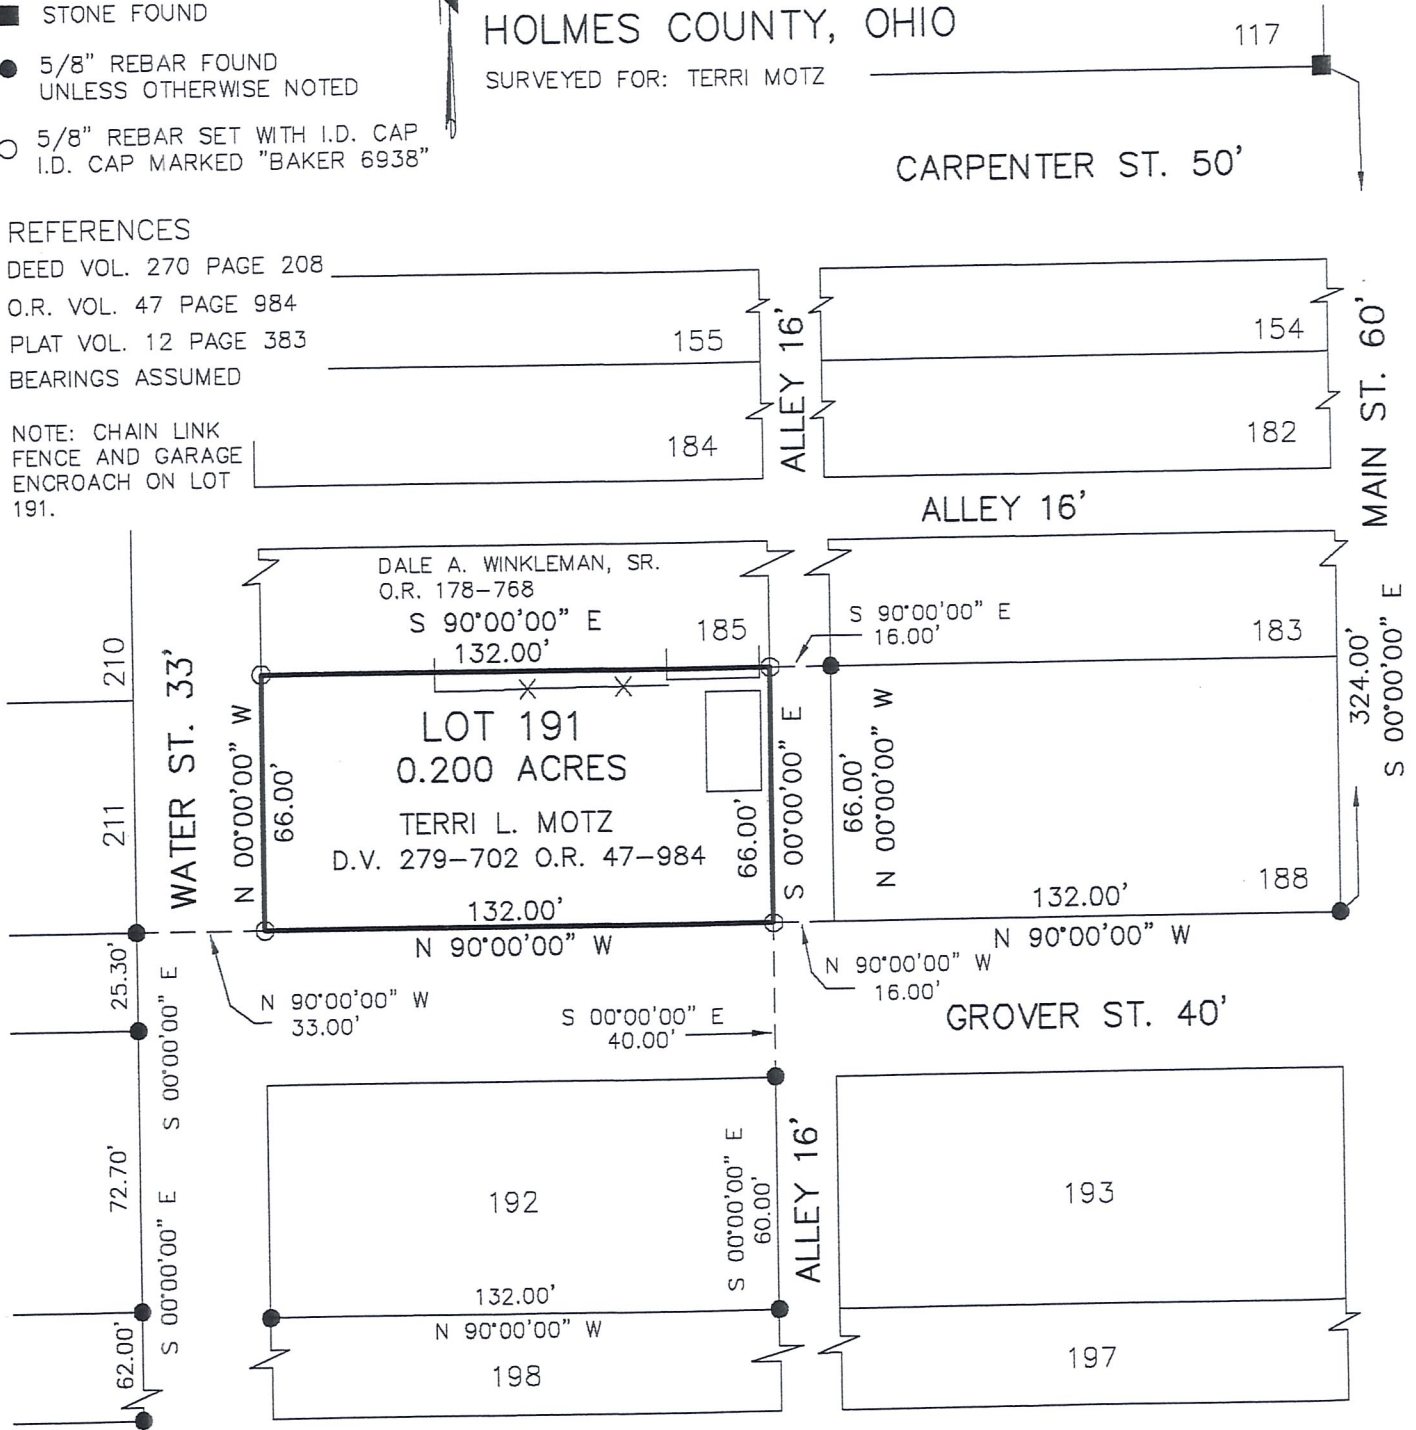 STONE FOUND
5/8" REBAR FOUND
UNLESS OTHERWISE NOTED
5/8" REBAR SET WITH I.D. CAP
I.D. CAP MARKED "BAKER 6938"
HOLMES COUNTY, OHIO
SURVEYED FOR: TERRI MOTZ
117
CARPENTER ST. 50'
REFERENCES
DEED VOL. 270 PAGE 208
O.R. VOL. 47 PAGE 984
PLAT VOL. 12 PAGE 383
BEARINGS ASSUMED
NOTE: CHAIN LINK
FENCE AND GARAGE
ENCROACH ON LOT
191.
155
184
ALLEY 16'
154
182
MAIN ST. 60'
ALLEY 16'
DALE A. WINKLEMAN, SR.
O.R. 178-768
S 90°00'00" E
132.00'
185
S 90°00'00" E
16.00'
183
324.00'
S 00°00'00" E
210
211
WATER ST. 33'
N 00°00'00" W
66.00'
LOT 191
0.200 ACRES
TERRI L. MOTZ
D.V. 279-702 O.R. 47-984
66.00'
S 00°00'00" E
66.00'
N 00°00'00" W
188
132.00'
N 90°00'00" W
132.00'
N 90°00'00" W
25.30'
S 00°00'00" E
N 90°00'00" W
33.00'
S 00°00'00" E
40.00'
N 90°00'00" W
16.00'
GROVER ST. 40'
72.70'
S 00°00'00" E
62.00'
192
S 00°00'00" E
60.00'
ALLEY 16'
193
132.00'
N 90°00'00" W
198
197